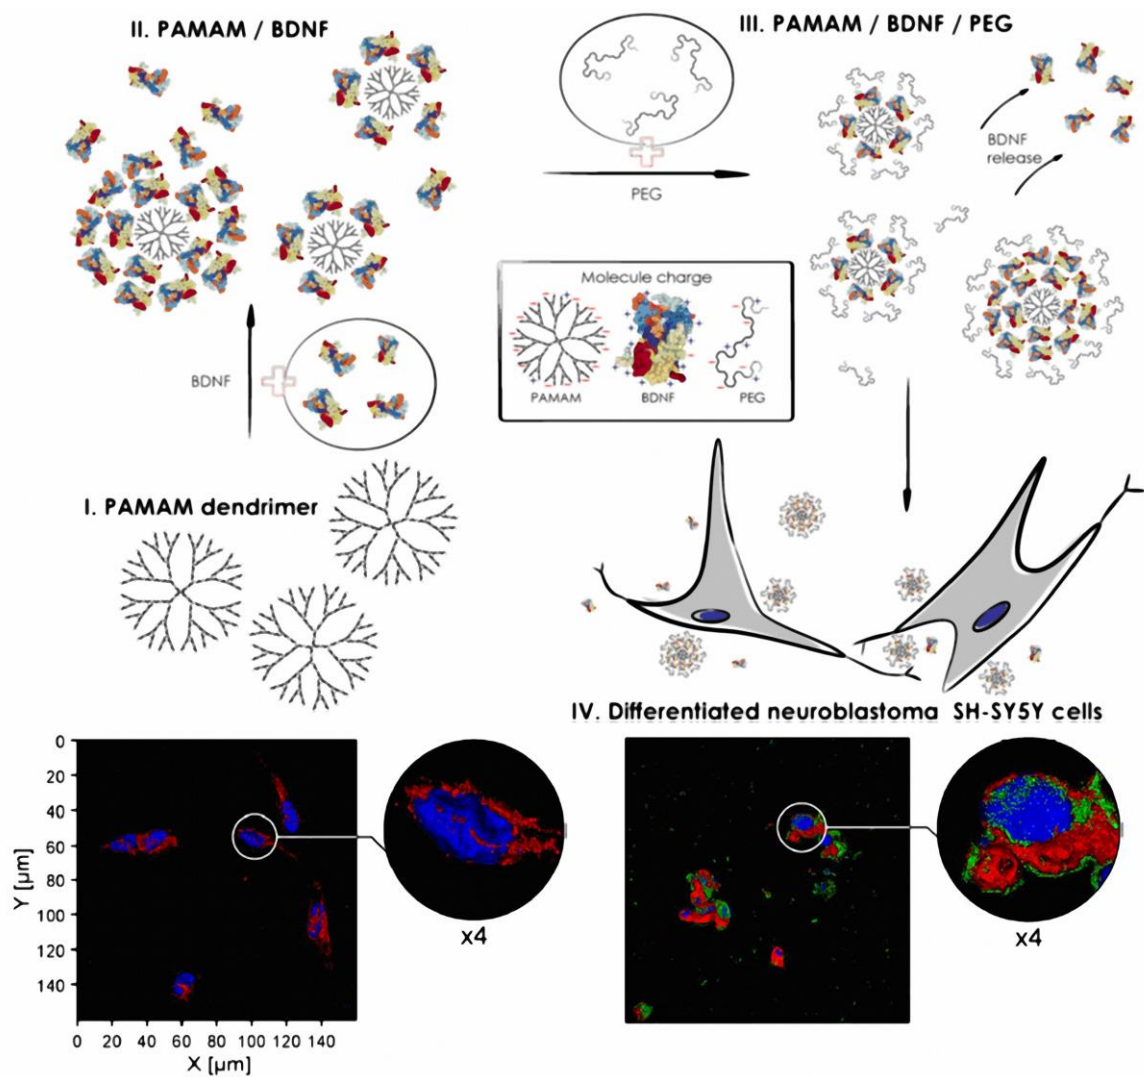 II. PAMAM / BDNF
III. PAMAM / BDNF / PEG
BDNF
release
PEG
Molecule charge
PAMAM
BDNF
PEG
BDNF
I. PAMAM dendrimer
IV. Differentiated neuroblastoma SH-SY5Y cells
0
20
40
60
80
100
120
140
Y [µm]
0
20
40
60
80
100
120
140
X [µm]
x4
x4